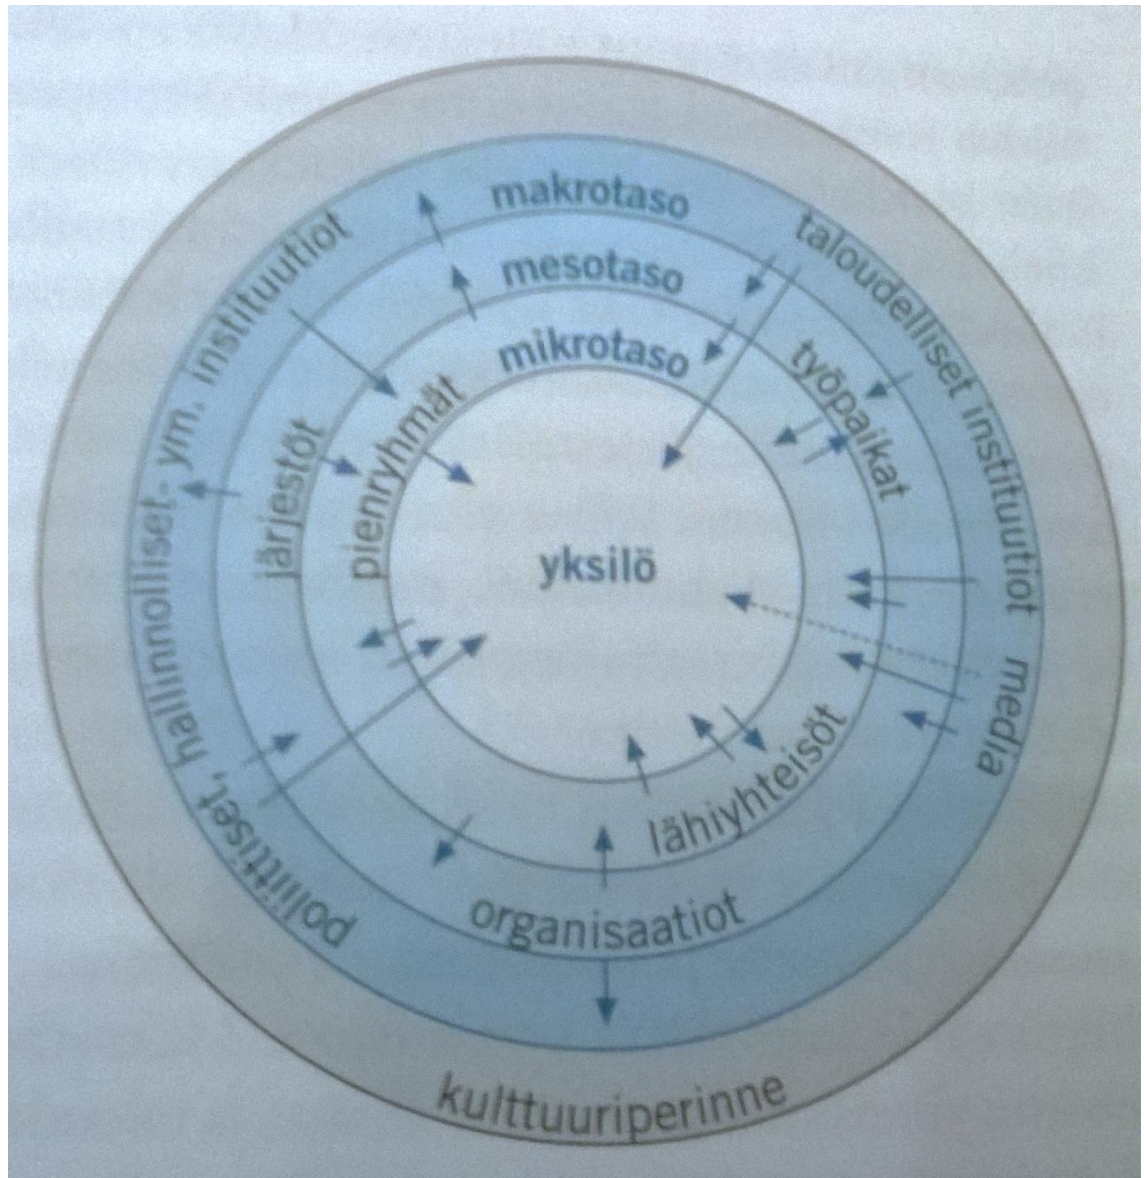 makrotaso
mesotaso
mikrotaso
yksilö
taloudelliset instituutiot
media
työpaikat
lähiyhteisöt
organisaatiot
järjestöt
pienryhmät
poliittiset, hallinnolliset- ym. instituutiot
kulttuuriperinne